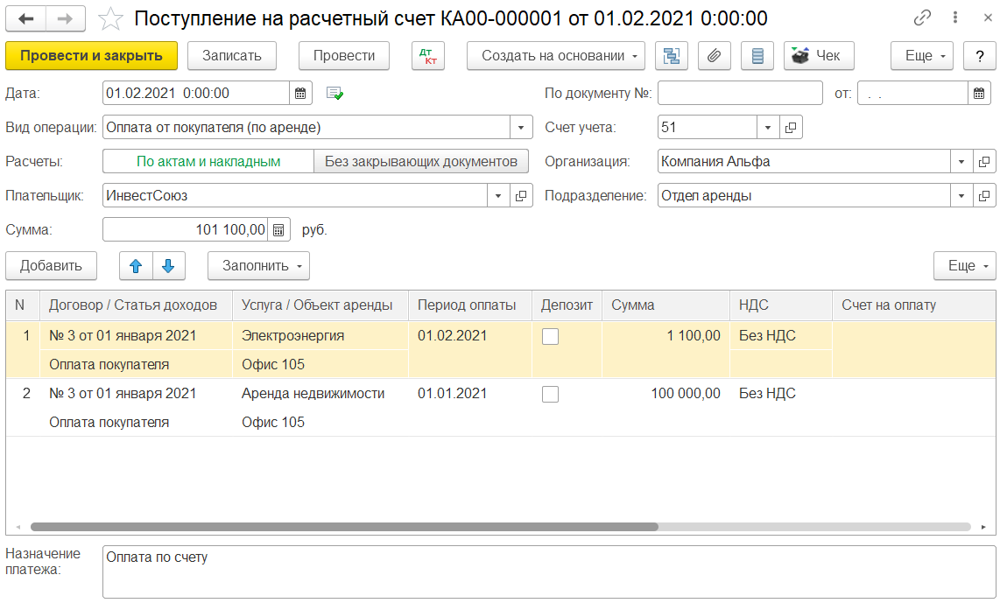 Поступление на расчетный счет КА00-000001 от 01.02.2021 0:00:00
Провести и закрыть Записать Провести Дт Кт Создать на основании Чек Еще ?
Дата: 01.02.2021 0:00:00 По документу №: от: . .
Вид операции: Оплата от покупателя (по аренде) Счет учета: 51
Расчеты: По актам и накладным Без закрывающих документов Организация: Компания Альфа
Плательщик: ИнвестСоюз Подразделение: Отдел аренды
Сумма: 101 100,00 руб.
Добавить Заполнить Еще
N Договор / Статья доходов Услуга / Объект аренды Период оплаты Депозит Сумма НДС Счет на оплату
1 № 3 от 01 января 2021 Электроэнергия 01.02.2021 1 100,00 Без НДС
Оплата покупателя Офис 105
2 № 3 от 01 января 2021 Аренда недвижимости 01.01.2021 100 000,00 Без НДС
Оплата покупателя Офис 105
Назначение платежа: Оплата по счету